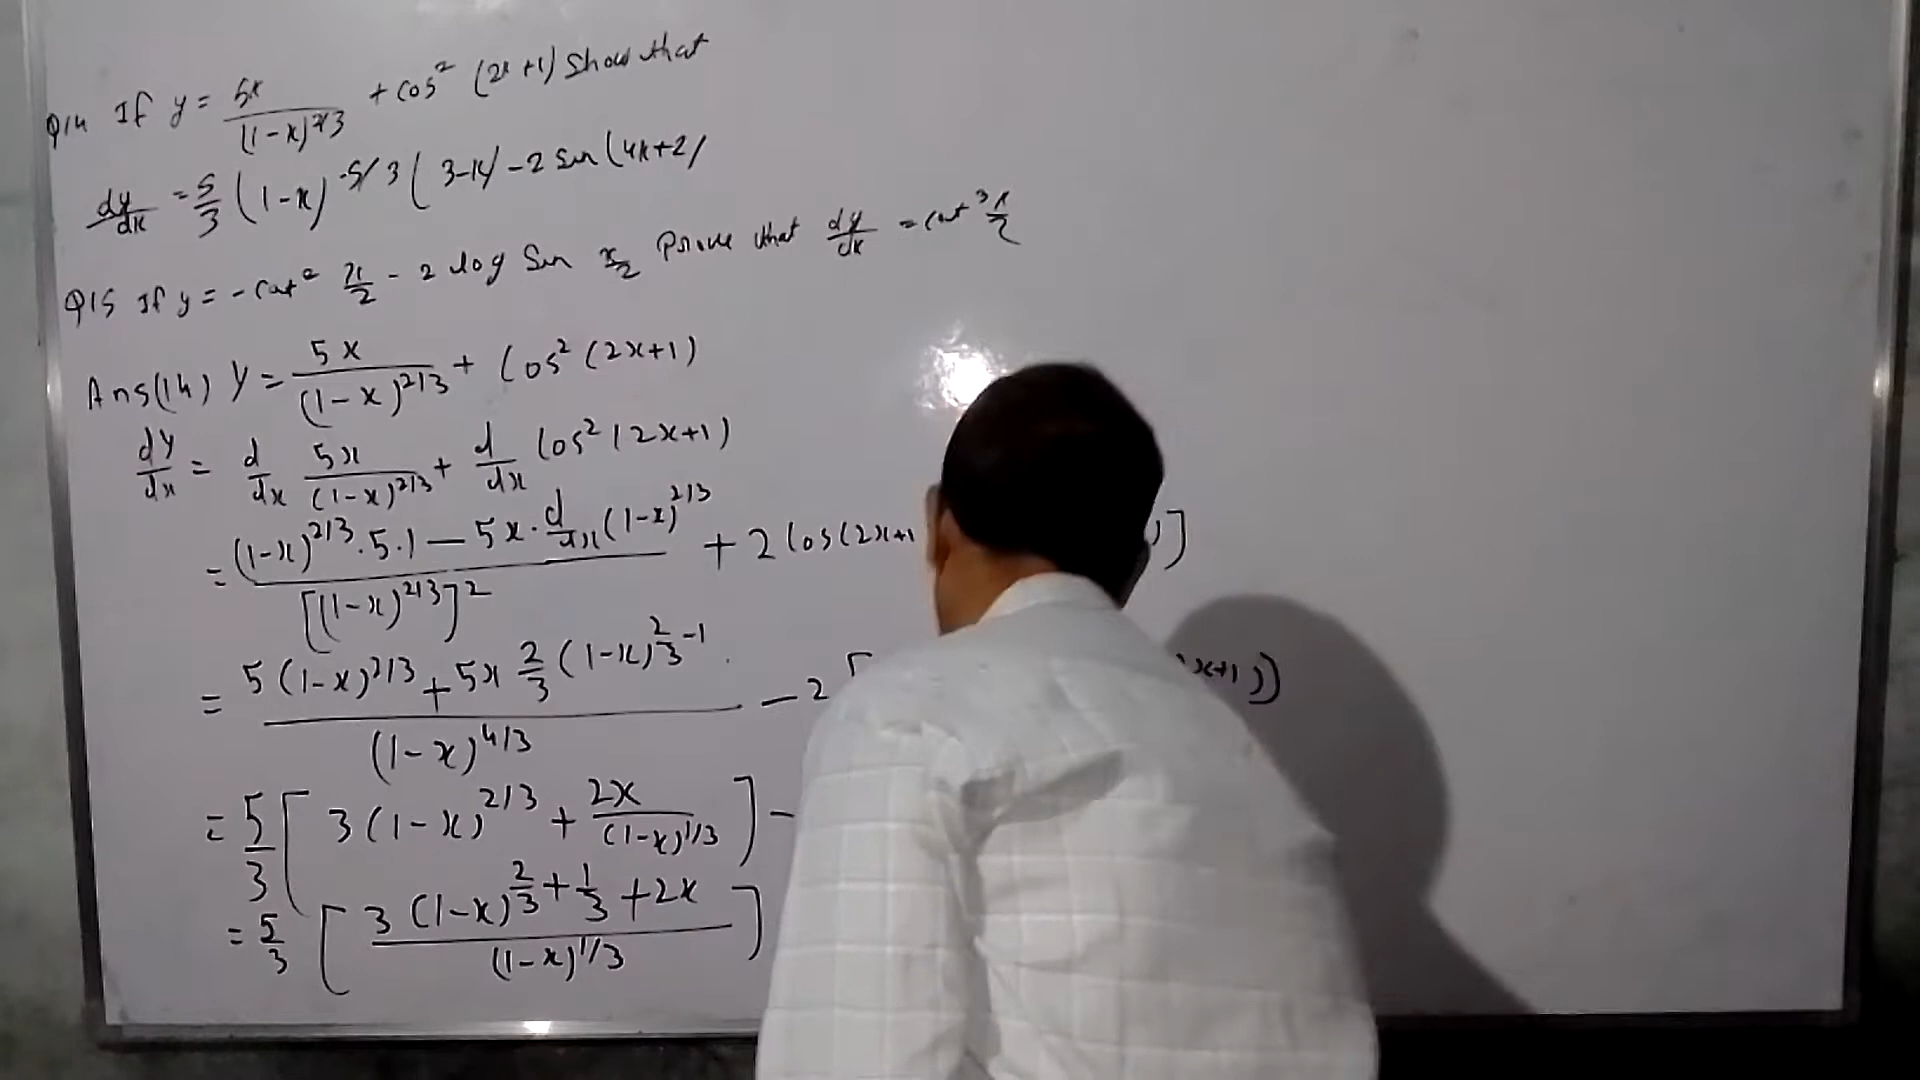 Q14 If y = 5x/(1-x)^2/3 + cos² (2x+1) Show that
dy/dx = 5/3 (1-x)^-5/3 (3-x) - 2 Sin (4x+2)
Q15 If y = - cot² x/2 - 2 log Sin x/2 Prove that dy/dx = cot³ x/2
Ans(14) y = 5x/(1-x)^2/3 + Cos² (2x+1)
dy/dx = d/dx 5x/(1-x)^2/3 + d/dx Cos² (2x+1)
= (1-x)^2/3 . 5.1 - 5x . d/dx (1-x)^2/3 / [(1-x)^2/3]^2 + 2 Cos(2x+1 )]
= 5(1-x)^2/3 + 5x 2/3 (1-x)^2/3-1 . / (1-x)^4/3 - 2[ x+1)]
= 5/3 [ 3(1-x)^2/3 + 2x/(1-x)^1/3 ] -
= 5/3 [ 3(1-x)^2/3+1/3 + 2x / (1-x)^1/3 ]